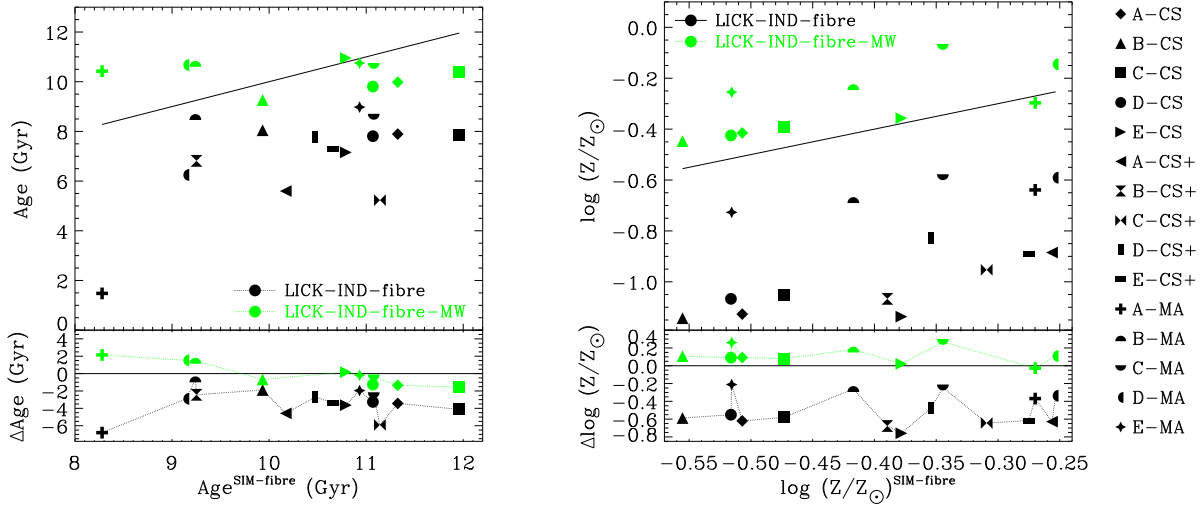 12
10
8
6
4
2
0
Age (Gyr)
LICK−IND−fibre
LICK−IND−fibre−MW
4
2
0
−2
−4
−6
ΔAge (Gyr)
8 9 10 11 12
Age^SIM−fibre (Gyr)
0.0
−0.2
−0.4
−0.6
−0.8
−1.0
log (Z/Z⊙)
LICK−IND−fibre
LICK−IND−fibre−MW
0.4
0.2
0.0
−0.2
−0.4
−0.6
−0.8
Δlog (Z/Z⊙)
−0.55 −0.50 −0.45 −0.40 −0.35 −0.30 −0.25
log (Z/Z⊙)^SIM−fibre
A−CS
B−CS
C−CS
D−CS
E−CS
A−CS+
B−CS+
C−CS+
D−CS+
E−CS+
A−MA
B−MA
C−MA
D−MA
E−MA